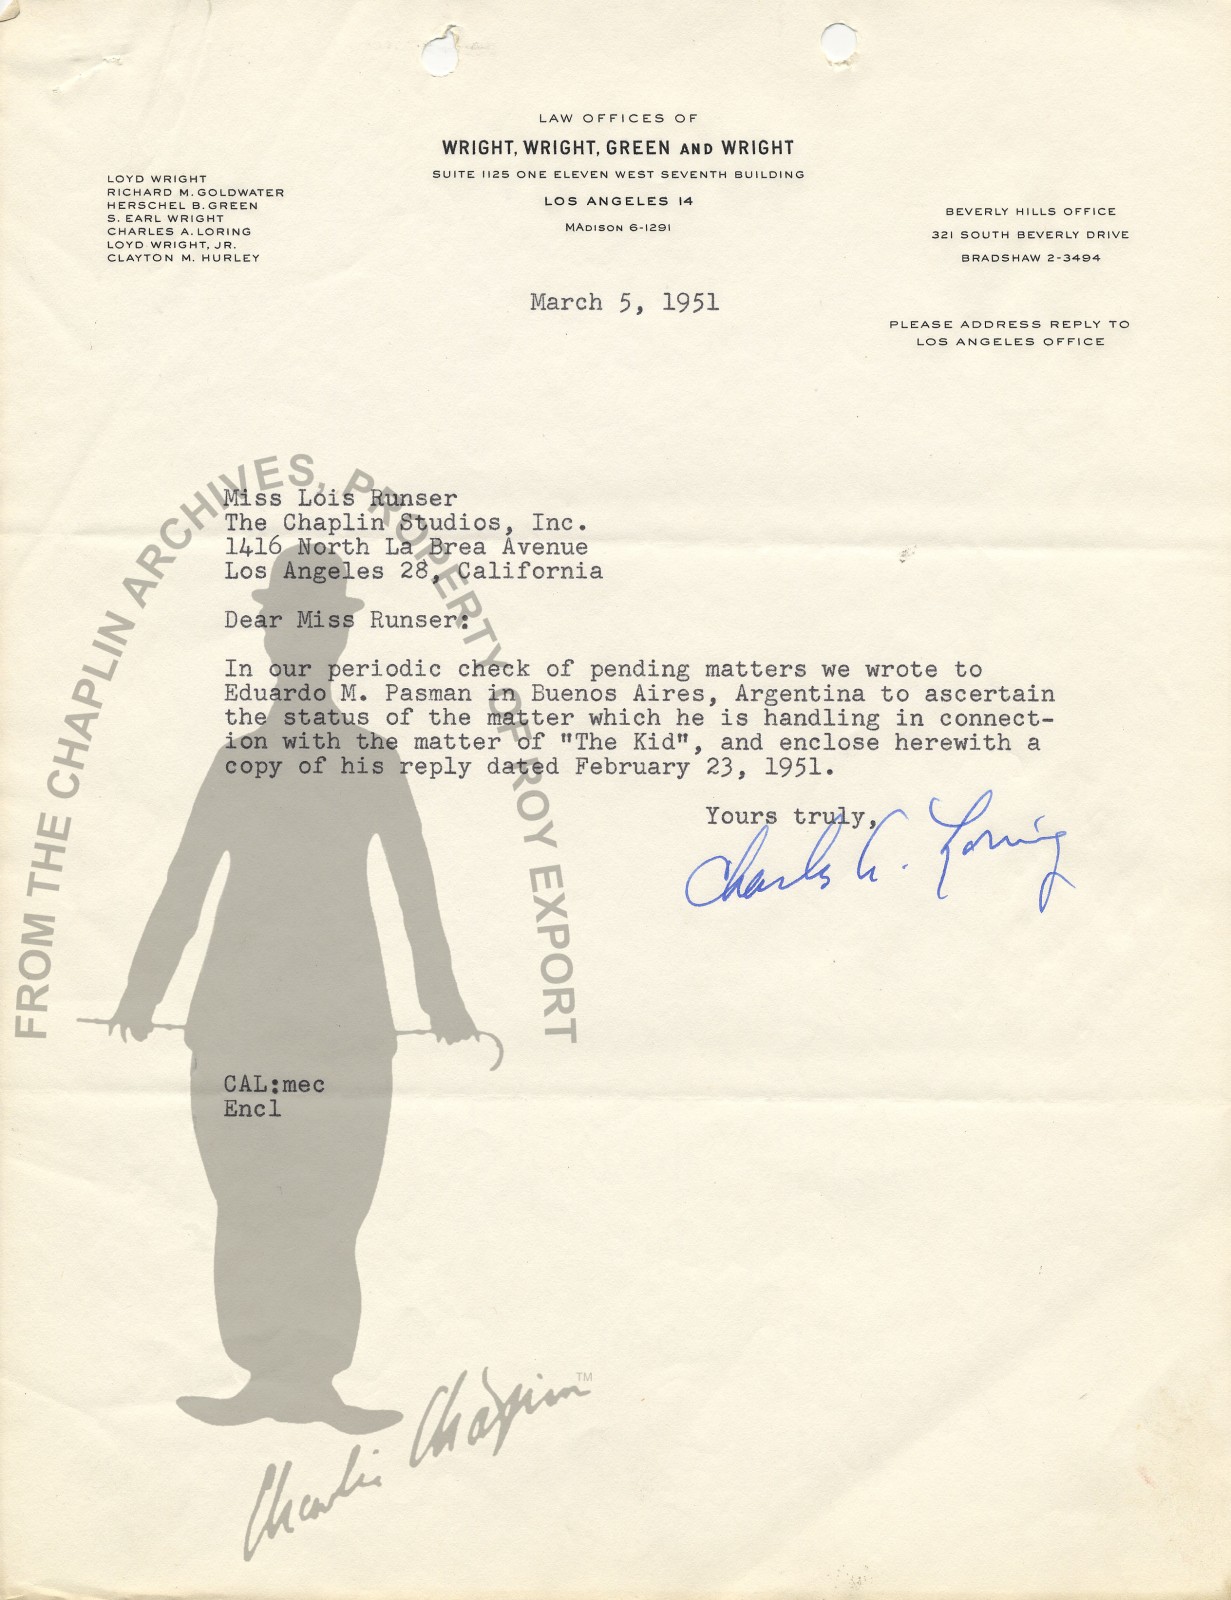 LAW OFFICES OF
WRIGHT, WRIGHT, GREEN AND WRIGHT
SUITE 1125 ONE ELEVEN WEST SEVENTH BUILDING
LOS ANGELES 14
MADISON 6-1291
LOYD WRIGHT
RICHARD M. GOLDWATER
HERSCHEL B. GREEN
S. EARL WRIGHT
CHARLES A. LORING
LOYD WRIGHT, JR.
CLAYTON M. HURLEY
BEVERLY HILLS OFFICE
321 SOUTH BEVERLY DRIVE
BRADSHAW 2-3494
PLEASE ADDRESS REPLY TO
LOS ANGELES OFFICE
March 5, 1951
Miss Lois Runser
The Chaplin Studios, Inc.
1416 North La Brea Avenue
Los Angeles 28, California
Dear Miss Runser:
In our periodic check of pending matters we wrote to
Eduardo M. Pasman in Buenos Aires, Argentina to ascertain
the status of the matter which he is handling in connect-
ion with the matter of "The Kid", and enclose herewith a
copy of his reply dated February 23, 1951.
Yours truly,
Charles A. Loring
CAL:mec
Encl
FROM THE CHAPLIN ARCHIVES, PROPERTY OF ROY EXPORT
Charlie Chaplin TM